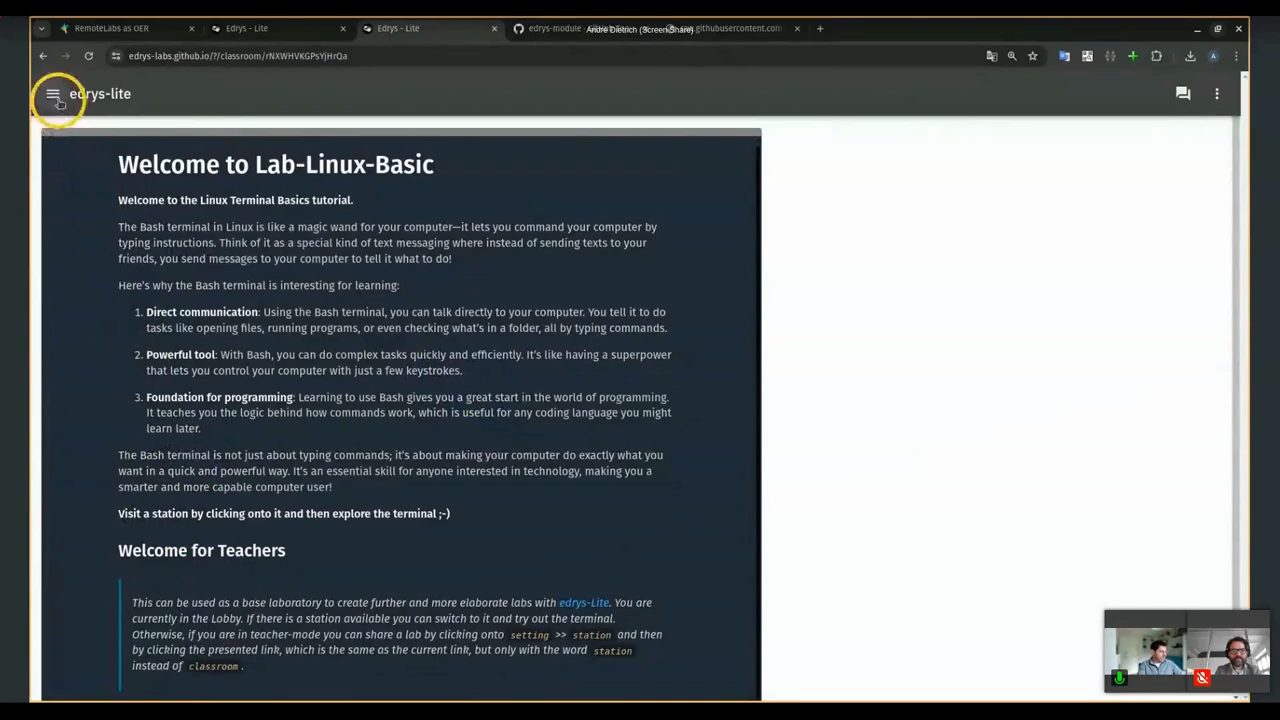 RemoteLabs as OER
Edrys - Lite
Edrys - Lite
edrys-module
André Dietrich (ScreenShare)
.githubusercontent.com
edrys-labs.github.io/?/classroom/rNXWHVKGPsYjHrQa
edrys-lite
Welcome to Lab-Linux-Basic
Welcome to the Linux Terminal Basics tutorial.
The Bash terminal in Linux is like a magic wand for your computer—it lets you command your computer by
typing instructions. Think of it as a special kind of text messaging where instead of sending texts to your
friends, you send messages to your computer to tell it what to do!
Here's why the Bash terminal is interesting for learning:
1. Direct communication: Using the Bash terminal, you can talk directly to your computer. You tell it to do
tasks like opening files, running programs, or even checking what's in a folder, all by typing commands.
2. Powerful tool: With Bash, you can do complex tasks quickly and efficiently. It's like having a superpower
that lets you control your computer with just a few keystrokes.
3. Foundation for programming: Learning to use Bash gives you a great start in the world of programming.
It teaches you the logic behind how commands work, which is useful for any coding language you might
learn later.
The Bash terminal is not just about typing commands; it's about making your computer do exactly what you
want in a quick and powerful way. It's an essential skill for anyone interested in technology, making you a
smarter and more capable computer user!
Visit a station by clicking onto it and then explore the terminal ;-)
Welcome for Teachers
This can be used as a base laboratory to create further and more elaborate labs with edrys-Lite. You are
currently in the Lobby. If there is a station available you can switch to it and try out the terminal.
Otherwise, if you are in teacher-mode you can share a lab by clicking onto setting >> station and then
by clicking the presented link, which is the same as the current link, but only with the word station
instead of classroom.